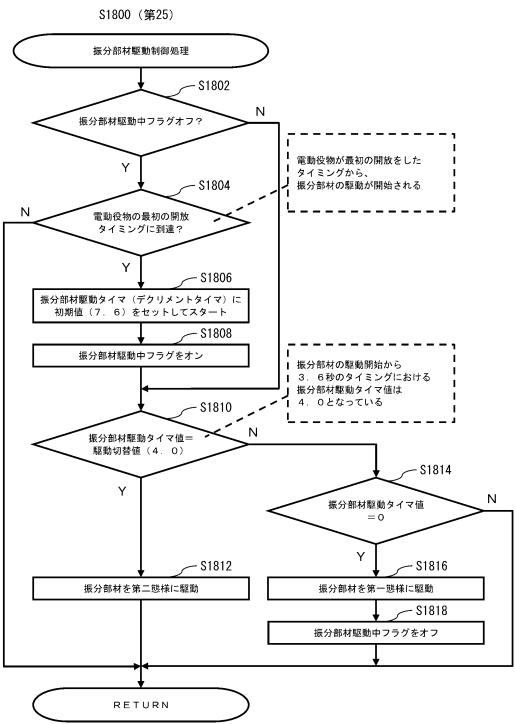 S1800（第25）
振分部材駆動制御処理
S1802
振分部材駆動中フラグオフ？
N
Y
電動役物が最初の開放をした
タイミングから、
振分部材の駆動が開始される
S1804
N
電動役物の最初の開放
タイミングに到達？
Y
S1806
振分部材駆動タイマ（デクリメントタイマ）に
初期値（７．６）をセットしてスタート
S1808
振分部材駆動中フラグをオン
振分部材の駆動開始から
３．６秒のタイミングにおける
振分部材駆動タイマ値は
４．０となっている
S1810
振分部材駆動タイマ値＝
駆動切替値（４．０）
N
Y
S1814
振分部材駆動タイマ値
＝０
N
Y
S1812
振分部材を第二態様に駆動
S1816
振分部材を第一態様に駆動
S1818
振分部材駆動中フラグをオフ
ＲＥＴＵＲＮ